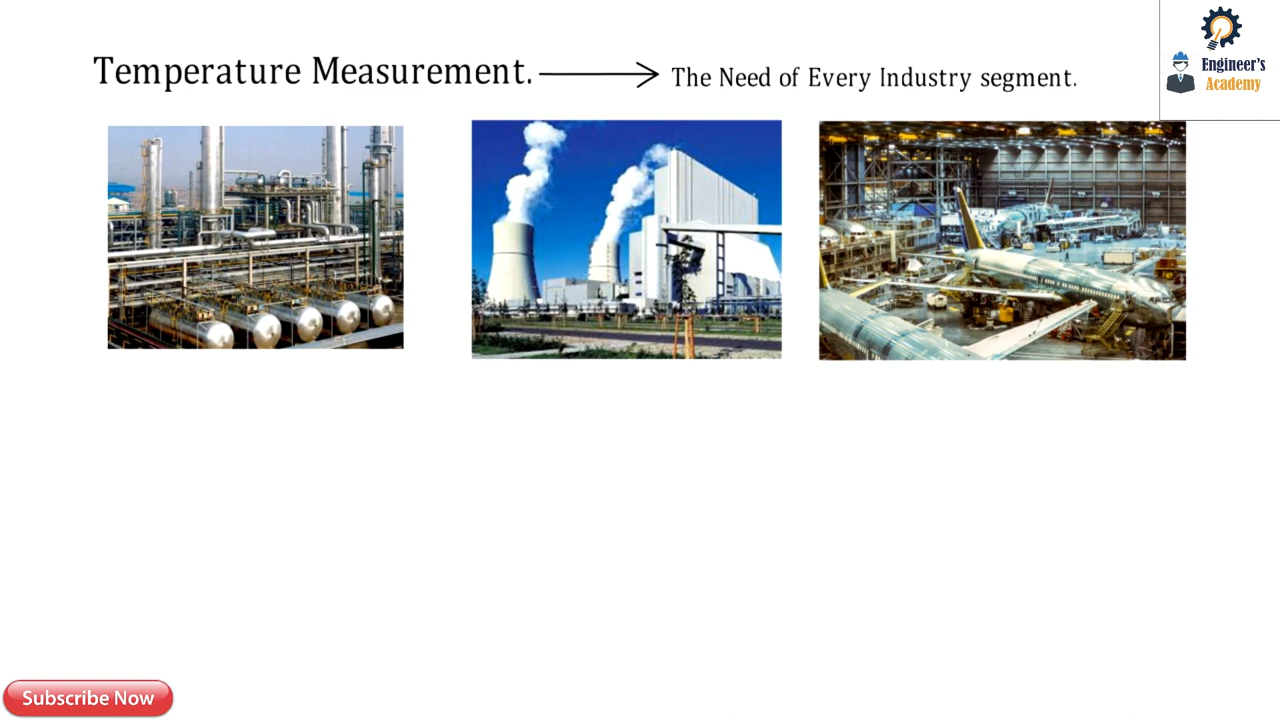 Temperature Measurement.
The Need of Every Industry segment.
Engineer's
Academy
Subscribe Now